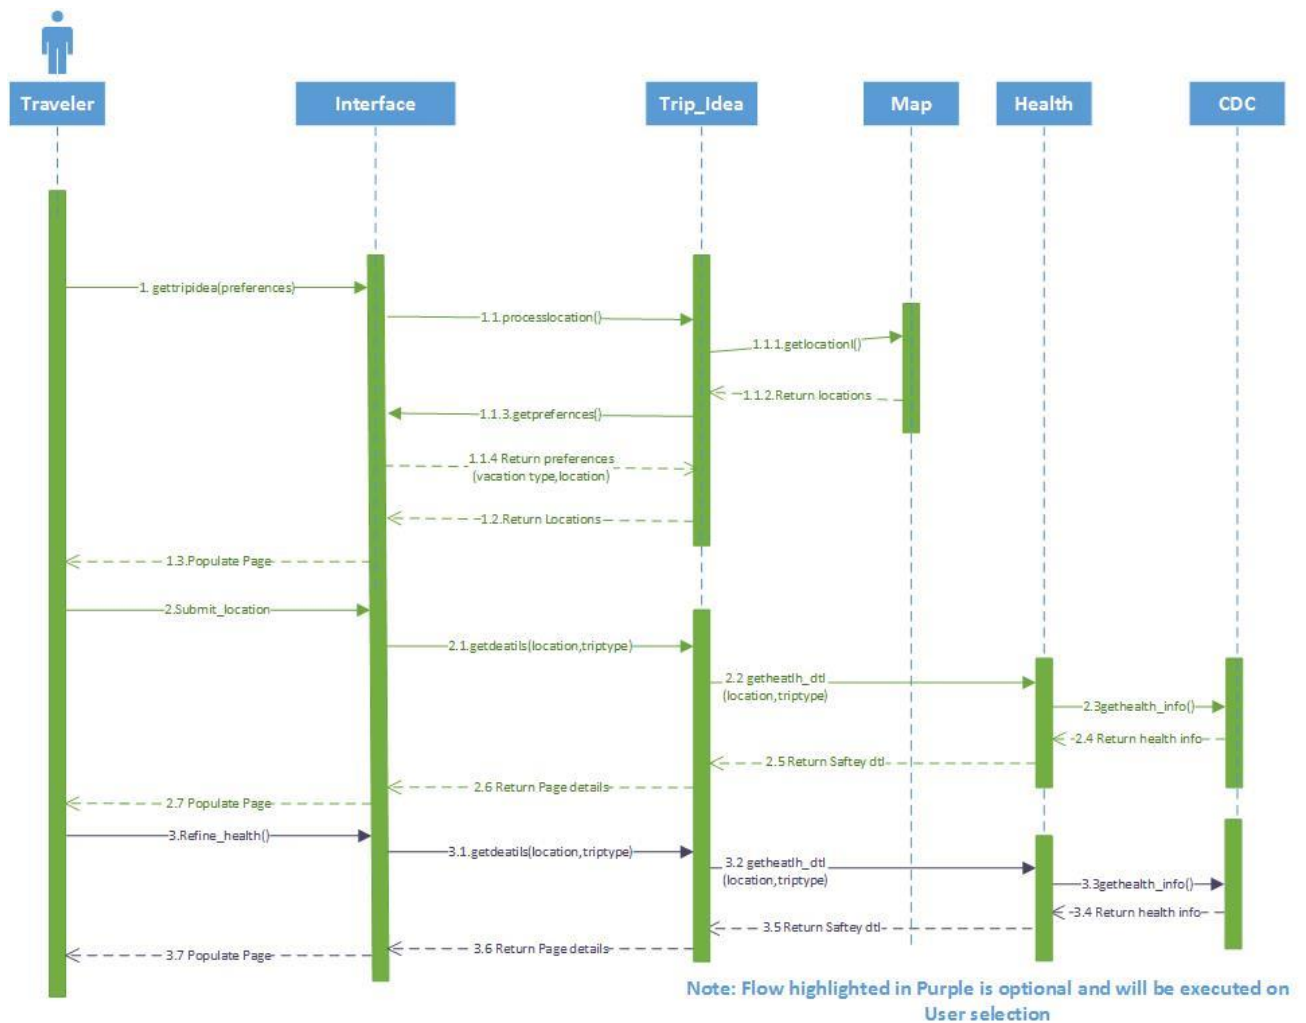 Traveler
Interface
Trip_Idea
Map
Health
CDC
1. gettripidea(preferences)
1.1.processlocation()
1.1.1.getlocationl()
1.1.2.Return locations
1.1.3.getprefernces()
1.1.4 Return preferences
(vacation type,location)
1.2.Return Locations
1.3.Populate Page
2.Submit_location
2.1.getdeatils(location,triptype)
2.2 getheatlh_dtl
(location,triptype)
2.3gethealth_info()
2.4 Return health info
2.5 Return Saftey dtl
2.6 Return Page details
2.7 Populate Page
3.Refine_health()
3.1.getdeatils(location,triptype)
3.2 getheatlh_dtl
(location,triptype)
3.3gethealth_info()
3.4 Return health info
3.5 Return Saftey dtl
3.6 Return Page details
3.7 Populate Page
Note: Flow highlighted in Purple is optional and will be executed on
User selection